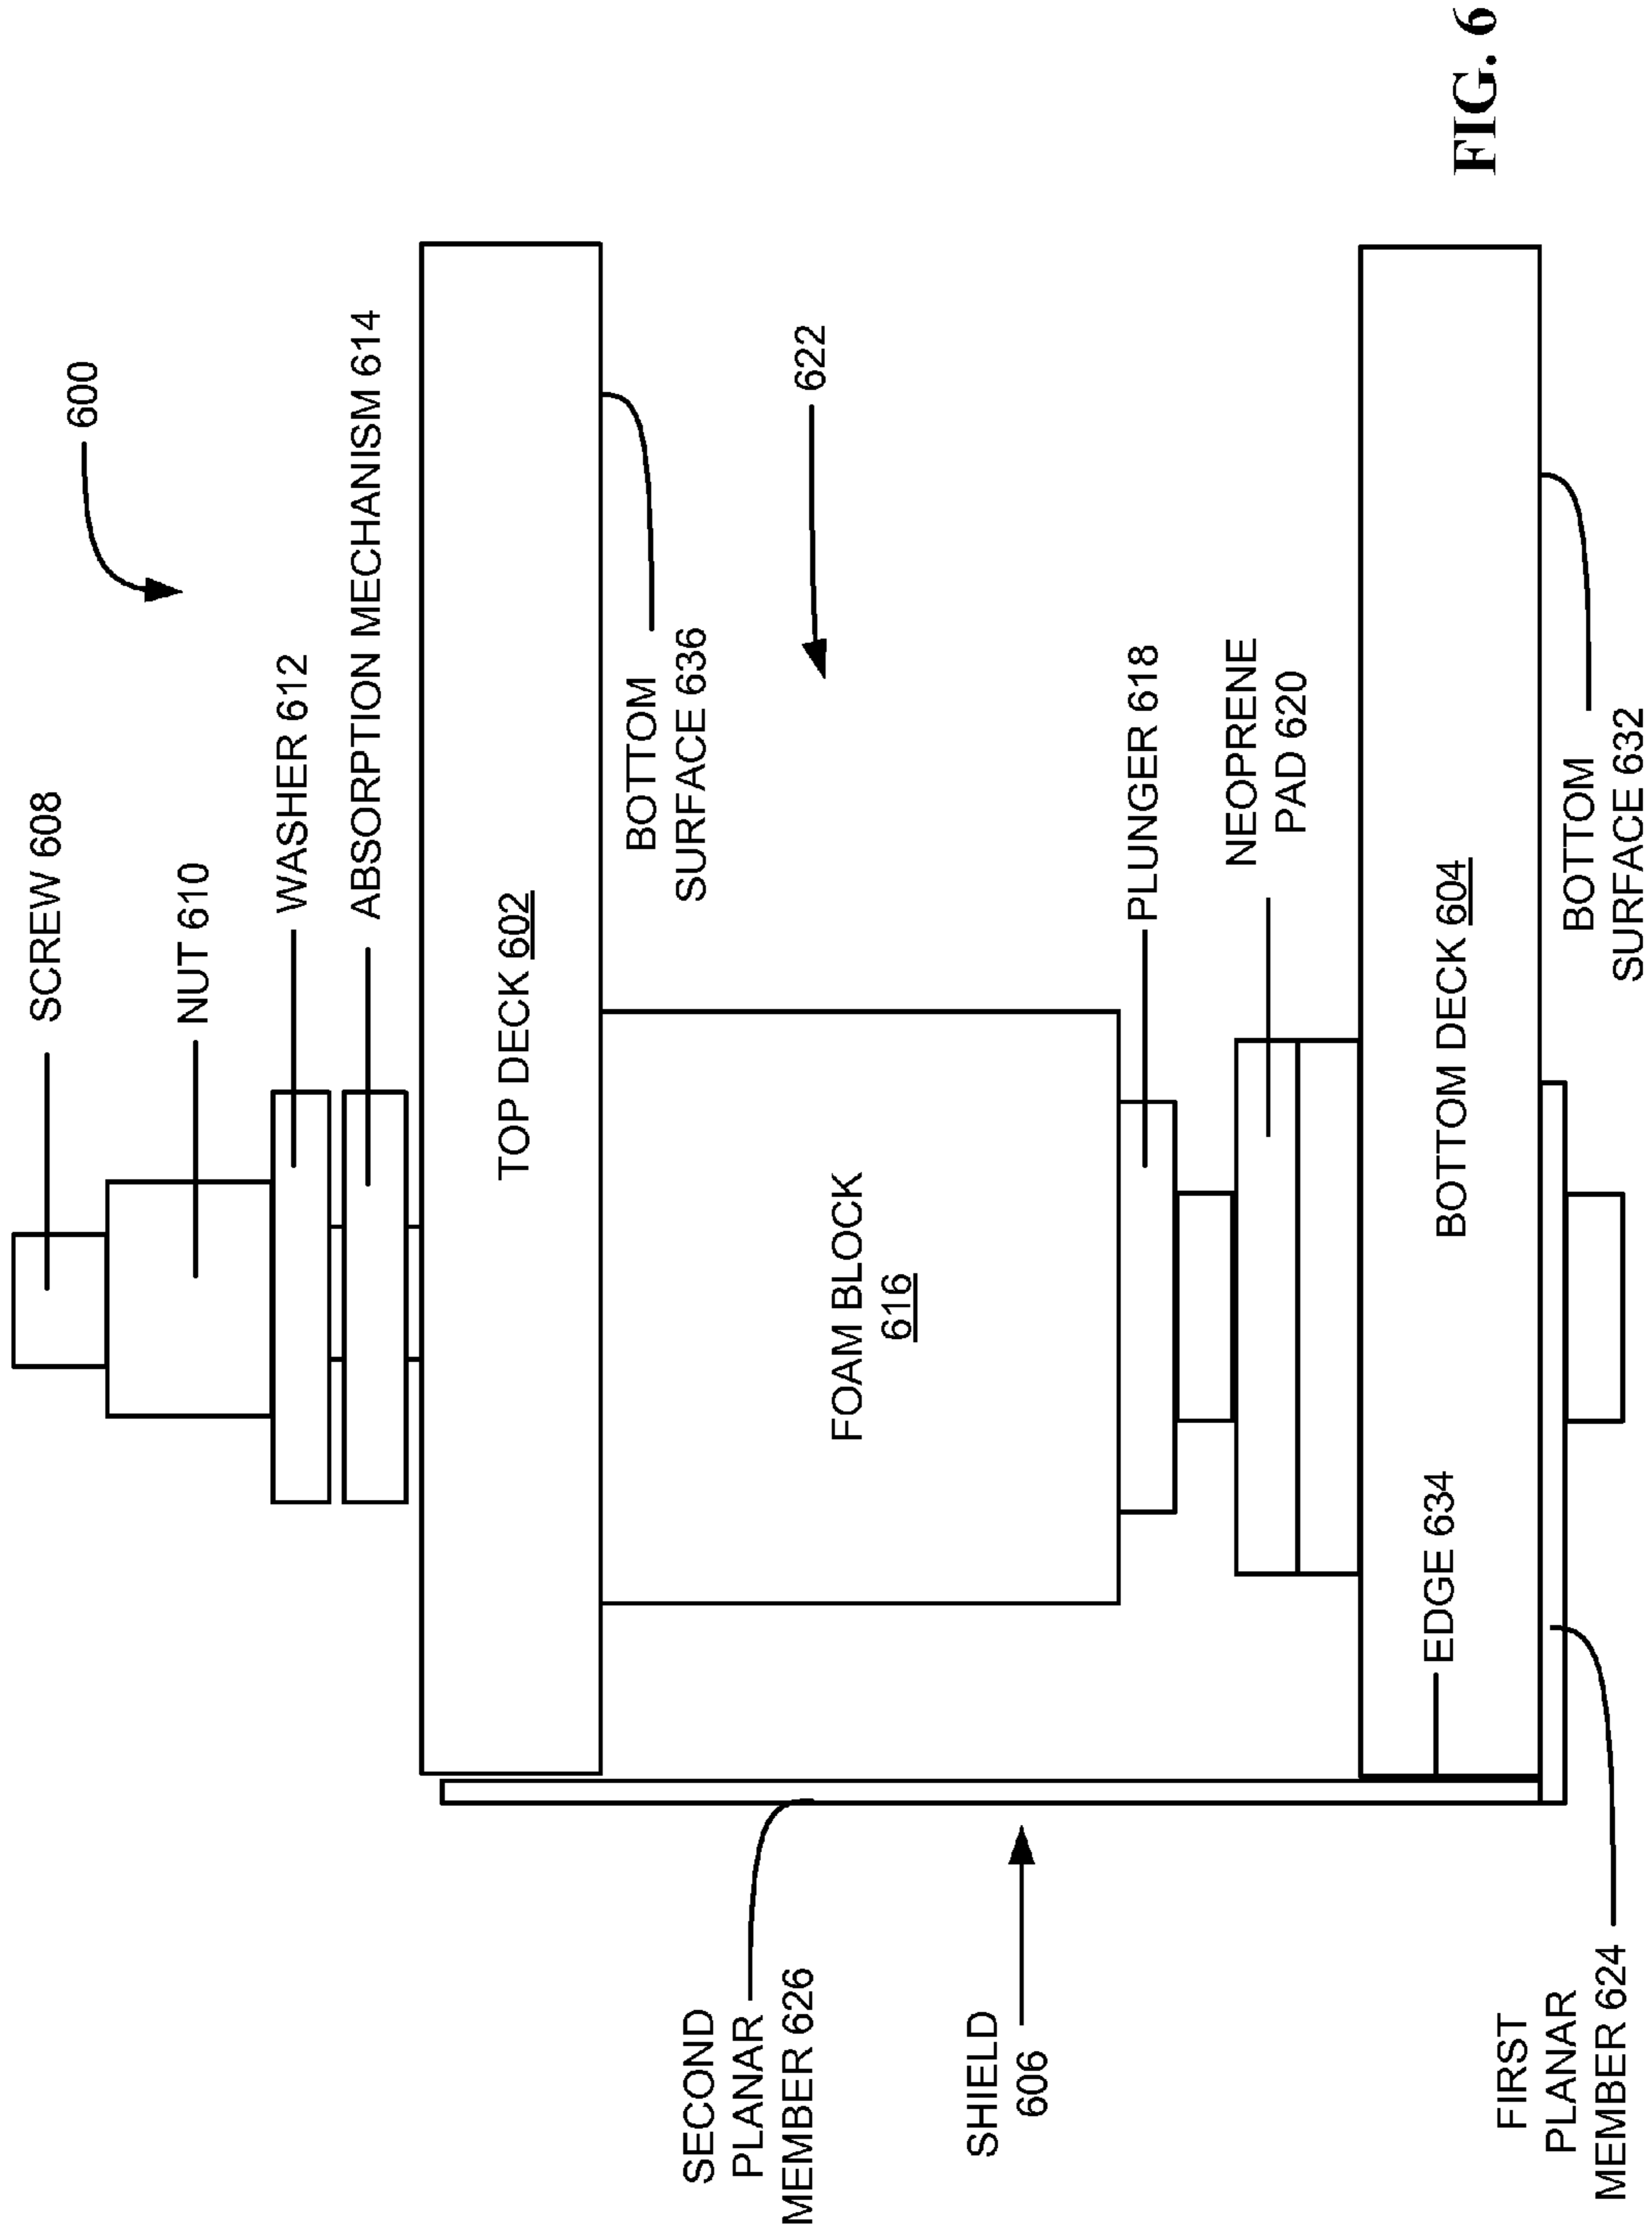 600
SCREW 608
NUT 610
WASHER 612
ABSORPTION MECHANISM 614
TOP DECK 602
BOTTOM
SURFACE 636
622
FOAM BLOCK
616
SECOND
PLANAR
MEMBER 626
SHIELD
606
PLUNGER 618
NEOPRENE
PAD 620
EDGE 634
BOTTOM DECK 604
FIRST
PLANAR
MEMBER 624
BOTTOM
SURFACE 632
FIG. 6